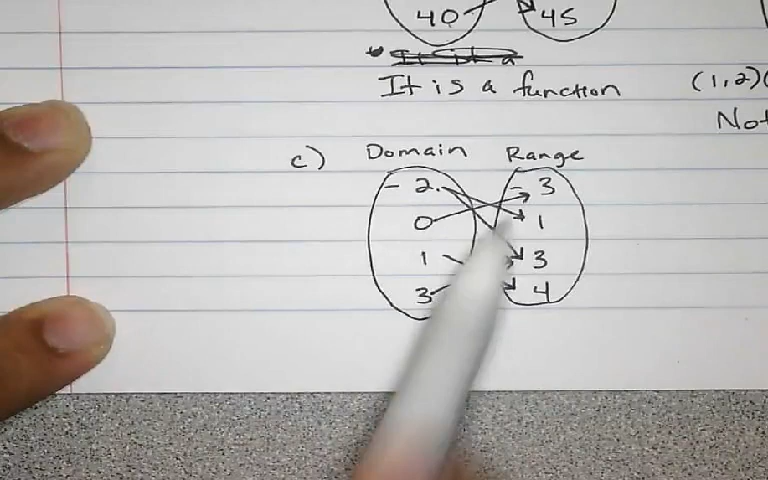 40 45
It is a function (1,2)(
Not
c) Domain Range
-2 -3
0 1
1 3
3 4